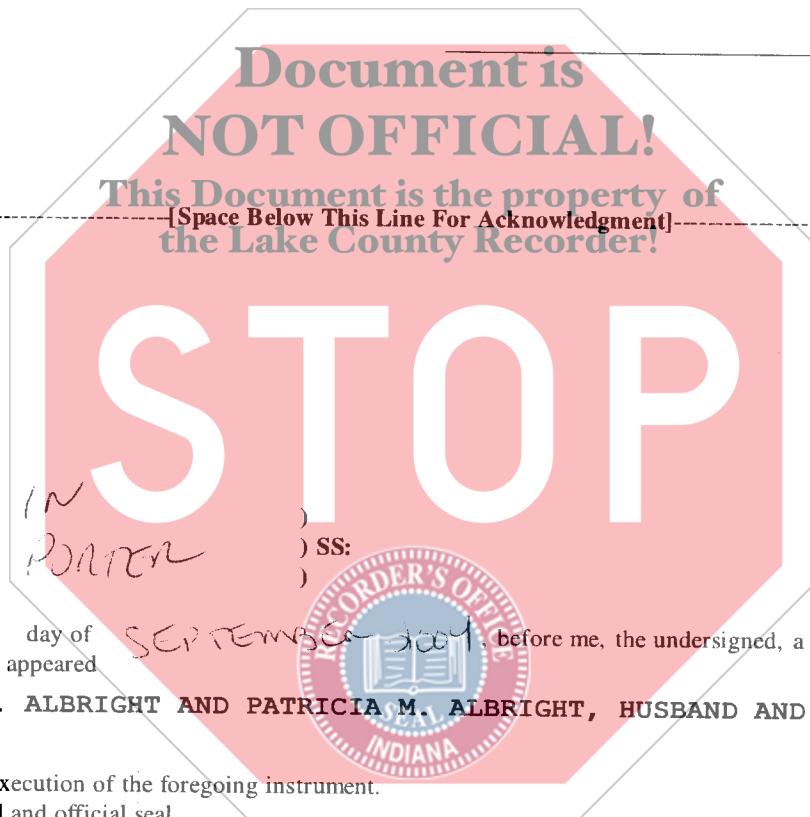 Document is
NOT OFFICIAL!
This Document is the property of
[Space Below This Line For Acknowledgment]
the Lake County Recorder!
STOP
IN )
PORTER ) SS:
)
RECORDER'S OFFICE
SEAL
INDIANA
day of SEPTEMBER 2004, before me, the undersigned, a
appeared
. ALBRIGHT AND PATRICIA M. ALBRIGHT, HUSBAND AND
xecution of the foregoing instrument.
and official seal